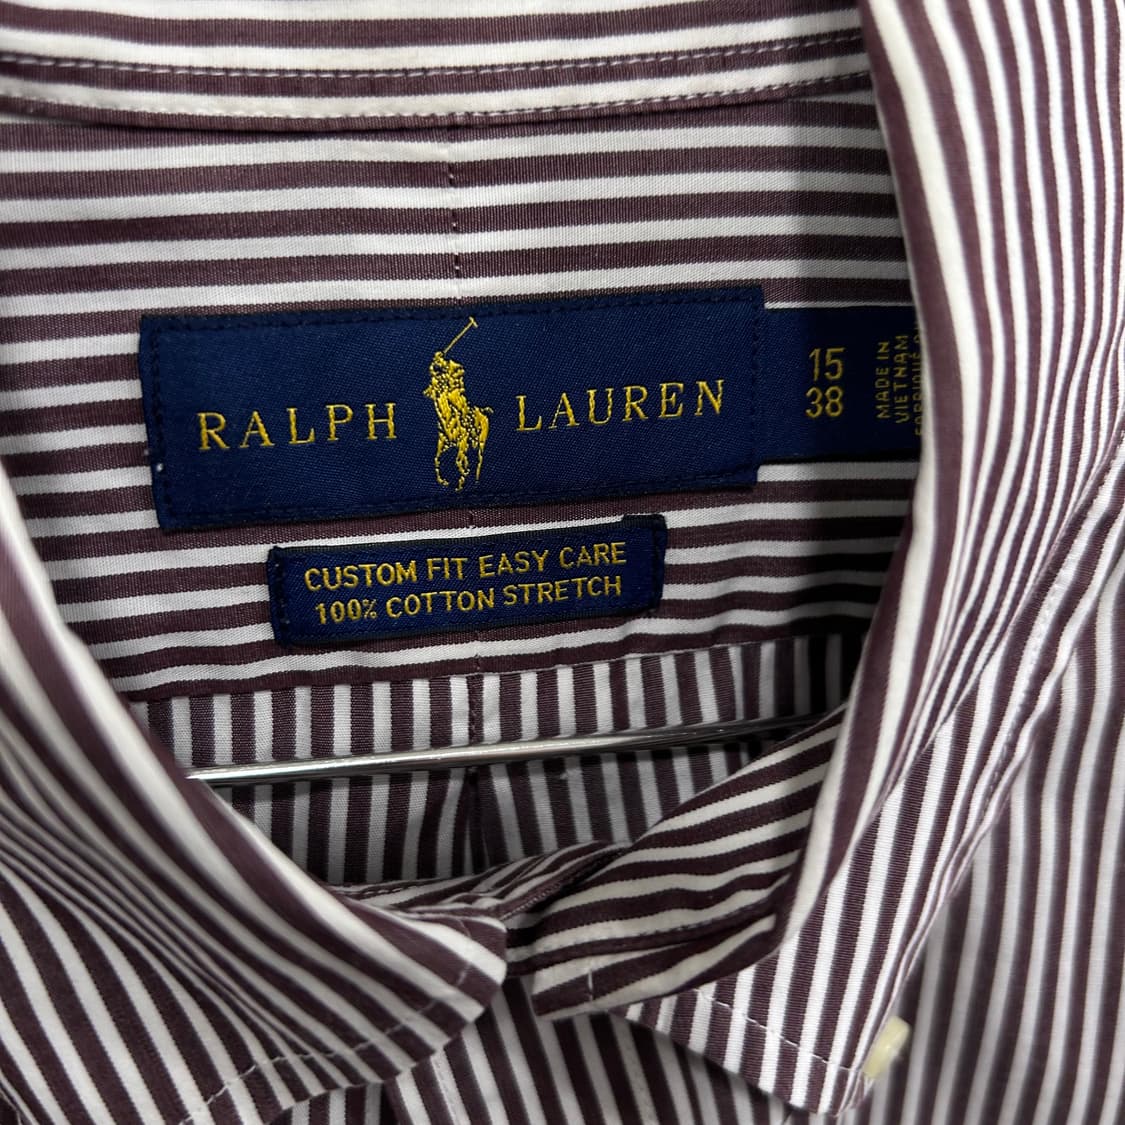 RALPH LAUREN
15
38
MADE IN
VIETNAM
CUSTOM FIT EASY CARE
100% COTTON STRETCH